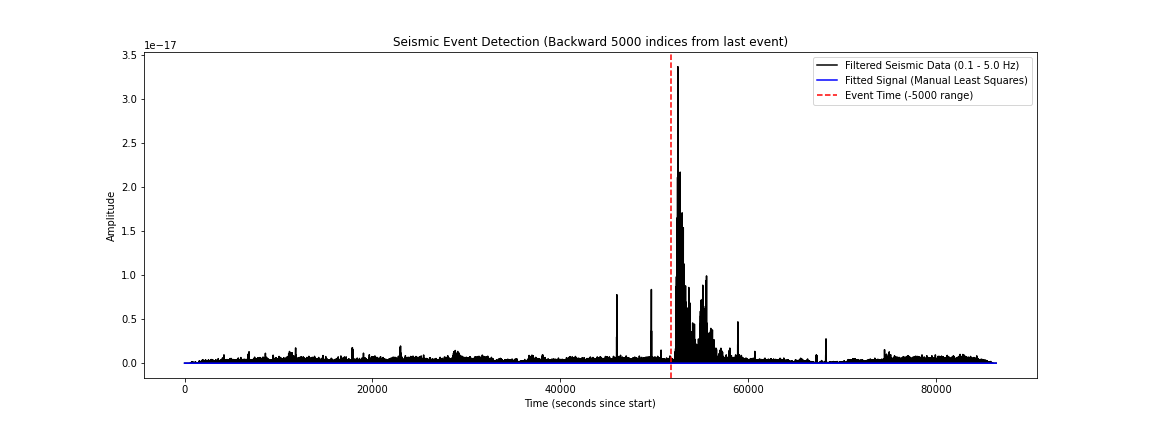 Seismic Event Detection (Backward 5000 indices from last event)
1e−17
3.5
3.0
2.5
2.0
1.5
1.0
0.5
0.0
Amplitude
Filtered Seismic Data (0.1 - 5.0 Hz)
Fitted Signal (Manual Least Squares)
Event Time (-5000 range)
0 20000 40000 60000 80000
Time (seconds since start)